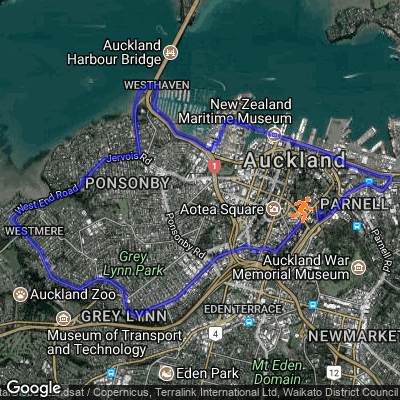 Auckland
Harbour Bridge
WESTHAVEN
New Zealand
Maritime Museum
Jervois Rd
1
Auckland
PONSONBY
West End Road
Aotea Square
PARNELL
Ponsonby Rd
WESTMERE
Grey
Lynn Park
Parnell Rd
Auckland War
Memorial Museum
Auckland Zoo
GREY LYNN
EDEN TERRACE
Museum of Transport
and Technology
4
NEWMARKET
Mt Eden
Domain
Eden Park
Google
dsat / Copernicus, Terralink International Ltd, Waikato District Council